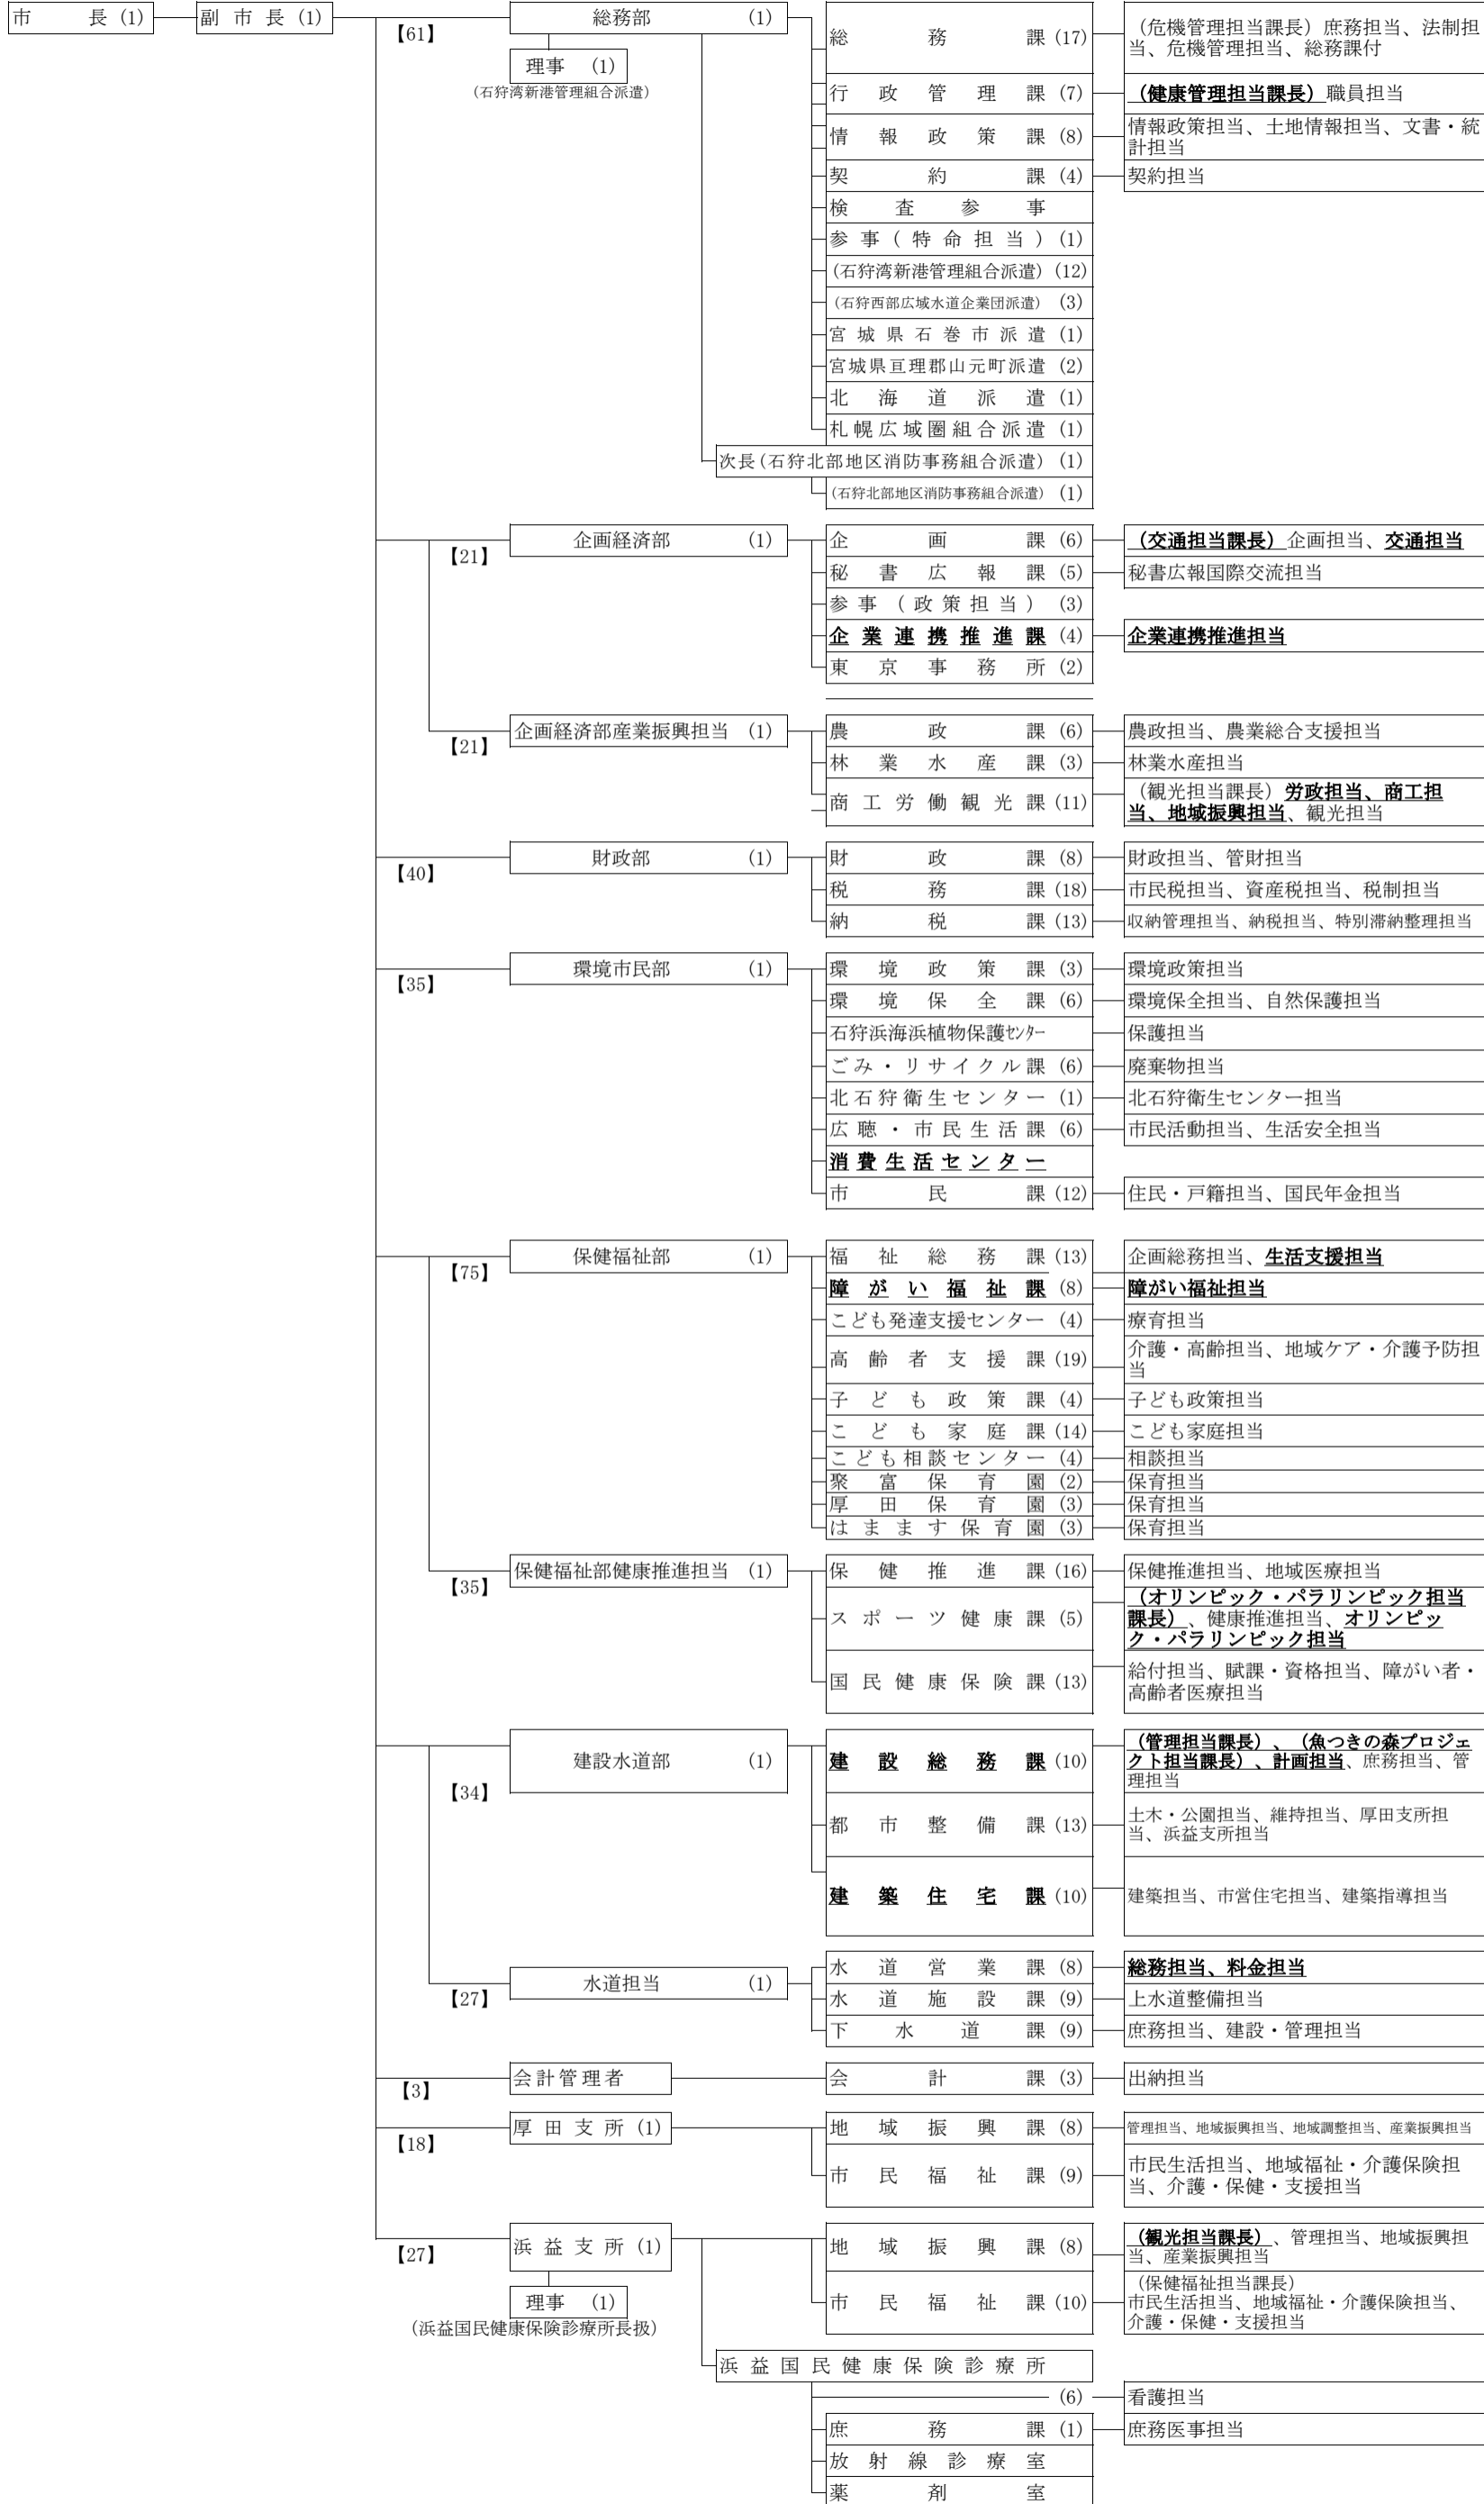 市長(1) 副市長(1) 【61】 総務部 (1)
理事 (1)
(石狩湾新港管理組合派遣)
総務課(17) (危機管理担当課長)庶務担当、法制担
当、危機管理担当、総務課付
行政管理課(7) (健康管理担当課長)職員担当
情報政策課(8) 情報政策担当、土地情報担当、文書・統
計担当
契約課(4) 契約担当
検査参事
参事(特命担当)(1)
(石狩湾新港管理組合派遣)(12)
(石狩西部広域水道企業団派遣) (3)
宮城県石巻市派遣 (1)
宮城県亘理郡山元町派遣 (2)
北海道派遣 (1)
札幌広域圏組合派遣 (1)
次長(石狩北部地区消防事務組合派遣) (1)
(石狩北部地区消防事務組合派遣) (1)
【21】 企画経済部 (1) 企画課(6) (交通担当課長)企画担当、交通担当
秘書広報課(5) 秘書広報国際交流担当
参事(政策担当) (3)
企業連携推進課(4) 企業連携推進担当
東京事務所(2)
【21】 企画経済部産業振興担当 (1) 農政課(6) 農政担当、農業総合支援担当
林業水産課(3) 林業水産担当
商工労働観光課(11) (観光担当課長)労政担当、商工担
当、地域振興担当、観光担当
【40】 財政部 (1) 財政課(8) 財政担当、管財担当
税務課(18) 市民税担当、資産税担当、税制担当
納税課(13) 収納管理担当、納税担当、特別滞納整理担当
【35】 環境市民部 (1) 環境政策課(3) 環境政策担当
環境保全課(6) 環境保全担当、自然保護担当
石狩浜海浜植物保護センター 保護担当
ごみ・リサイクル課(6) 廃棄物担当
北石狩衛生センター(1) 北石狩衛生センター担当
広聴・市民生活課(6) 市民活動担当、生活安全担当
消費生活センター
市民課(12) 住民・戸籍担当、国民年金担当
【75】 保健福祉部 (1) 福祉総務課(13) 企画総務担当、生活支援担当
障がい福祉課(8) 障がい福祉担当
こども発達支援センター (4) 療育担当
高齢者支援課(19) 介護・高齢担当、地域ケア・介護予防担
当
子ども政策課(4) 子ども政策担当
こども家庭課(14) こども家庭担当
こども相談センター(4) 相談担当
聚富保育園(2) 保育担当
厚田保育園(3) 保育担当
はまます保育園(3) 保育担当
【35】 保健福祉部健康推進担当 (1) 保健推進課(16) 保健推進担当、地域医療担当
スポーツ健康課(5) (オリンピック・パラリンピック担当
課長)、健康推進担当、オリンピッ
ク・パラリンピック担当
国民健康保険課(13) 給付担当、賦課・資格担当、障がい者・
高齢者医療担当
【34】 建設水道部 (1) 建設総務課(10) (管理担当課長)、(魚つきの森プロジェ
クト担当課長)、計画担当、庶務担当、管
理担当
都市整備課(13) 土木・公園担当、維持担当、厚田支所担
当、浜益支所担当
建築住宅課(10) 建築担当、市営住宅担当、建築指導担当
【27】 水道担当 (1) 水道営業課(8) 総務担当、料金担当
水道施設課(9) 上水道整備担当
下水道課(9) 庶務担当、建設・管理担当
【3】 会計管理者 会計課(3) 出納担当
【18】 厚田支所(1) 地域振興課(8) 管理担当、地域振興担当、地域調整担当、産業振興担当
市民福祉課(9) 市民生活担当、地域福祉・介護保険担
当、介護・保健・支援担当
【27】 浜益支所(1) 地域振興課(8) (観光担当課長)、管理担当、地域振興担
当、産業振興担当
理事 (1)
(浜益国民健康保険診療所長扱)
市民福祉課(10) (保健福祉担当課長)
市民生活担当、地域福祉・介護保険担当、
介護・保健・支援担当
浜益国民健康保険診療所
(6) 看護担当
庶務課(1) 庶務医事担当
放射線診療室
薬剤室